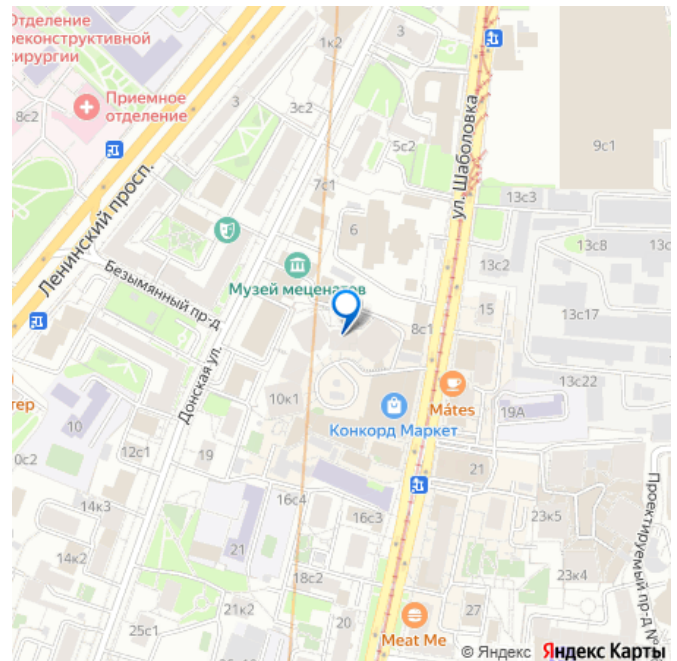 Отделение
реконструктивной
хирургии
1к2
3
8с2
Приемное
отделение
3
3с2
5с2
9с1
7с1
ул. Шаболовка
13с3
Ленинский просп.
6
13с8
13с
13с2
Безымянный пр-д
Музей меценатов
15
8с1
13с17
Донская ул.
Mátes
13с22
тер
10к1
Конкорд Маркет
19А
10
0с2
12с1
19
21
14к3
16с4
16с3
23к5
Проектируемый пр-д №
14к2
21
18с2
23к4
21к2
20
27
25с1
Meat Me
© Яндекс Яндекс Карты